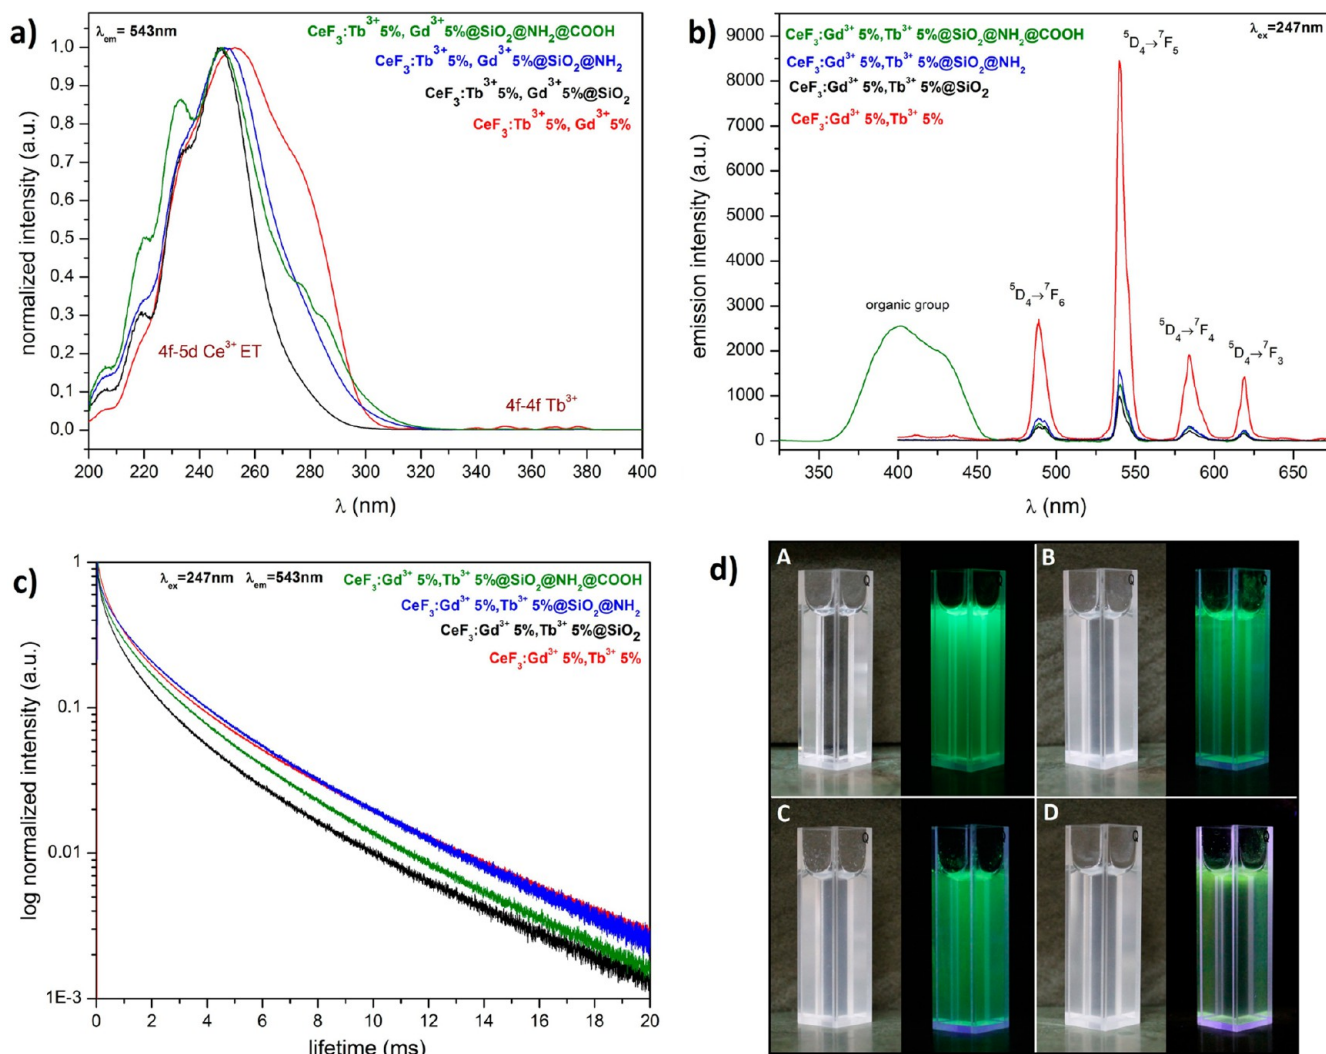 a)
λem = 543nm
CeF₃:Tb³⁺ 5%, Gd³⁺ 5%@SiO₂@NH₂@COOH
CeF₃:Tb³⁺ 5%, Gd³⁺ 5%@SiO₂@NH₂
CeF₃:Tb³⁺ 5%, Gd³⁺ 5%@SiO₂
CeF₃:Tb³⁺ 5%, Gd³⁺ 5%
normalized intensity (a.u.)
1,0
0,9
0,8
0,7
0,6
0,5
0,4
0,3
0,2
0,1
0,0
4f-5d Ce³⁺ ET
4f-4f Tb³⁺
200 220 240 260 280 300 320 340 360 380 400
λ (nm)
b)
λex=247nm
CeF₃:Gd³⁺ 5%,Tb³⁺ 5%@SiO₂@NH₂@COOH
CeF₃:Gd³⁺ 5%,Tb³⁺ 5%@SiO₂@NH₂
CeF₃:Gd³⁺ 5%,Tb³⁺ 5%@SiO₂
CeF₃:Gd³⁺ 5%,Tb³⁺ 5%
emission intensity (a.u.)
9000
8000
7000
6000
5000
4000
3000
2000
1000
0
⁵D₄→⁷F₅
⁵D₄→⁷F₆
organic group
⁵D₄→⁷F₄
⁵D₄→⁷F₃
350 400 450 500 550 600 650
λ (nm)
c)
λex=247nm λem=543nm
CeF₃:Gd³⁺ 5%,Tb³⁺ 5%@SiO₂@NH₂@COOH
CeF₃:Gd³⁺ 5%,Tb³⁺ 5%@SiO₂@NH₂
CeF₃:Gd³⁺ 5%,Tb³⁺ 5%@SiO₂
CeF₃:Gd³⁺ 5%,Tb³⁺ 5%
log normalized intensity (a.u.)
1
0.1
0.01
1E-3
0 2 4 6 8 10 12 14 16 18 20
lifetime (ms)
d)
A
B
C
D
Q
Q
Q
Q